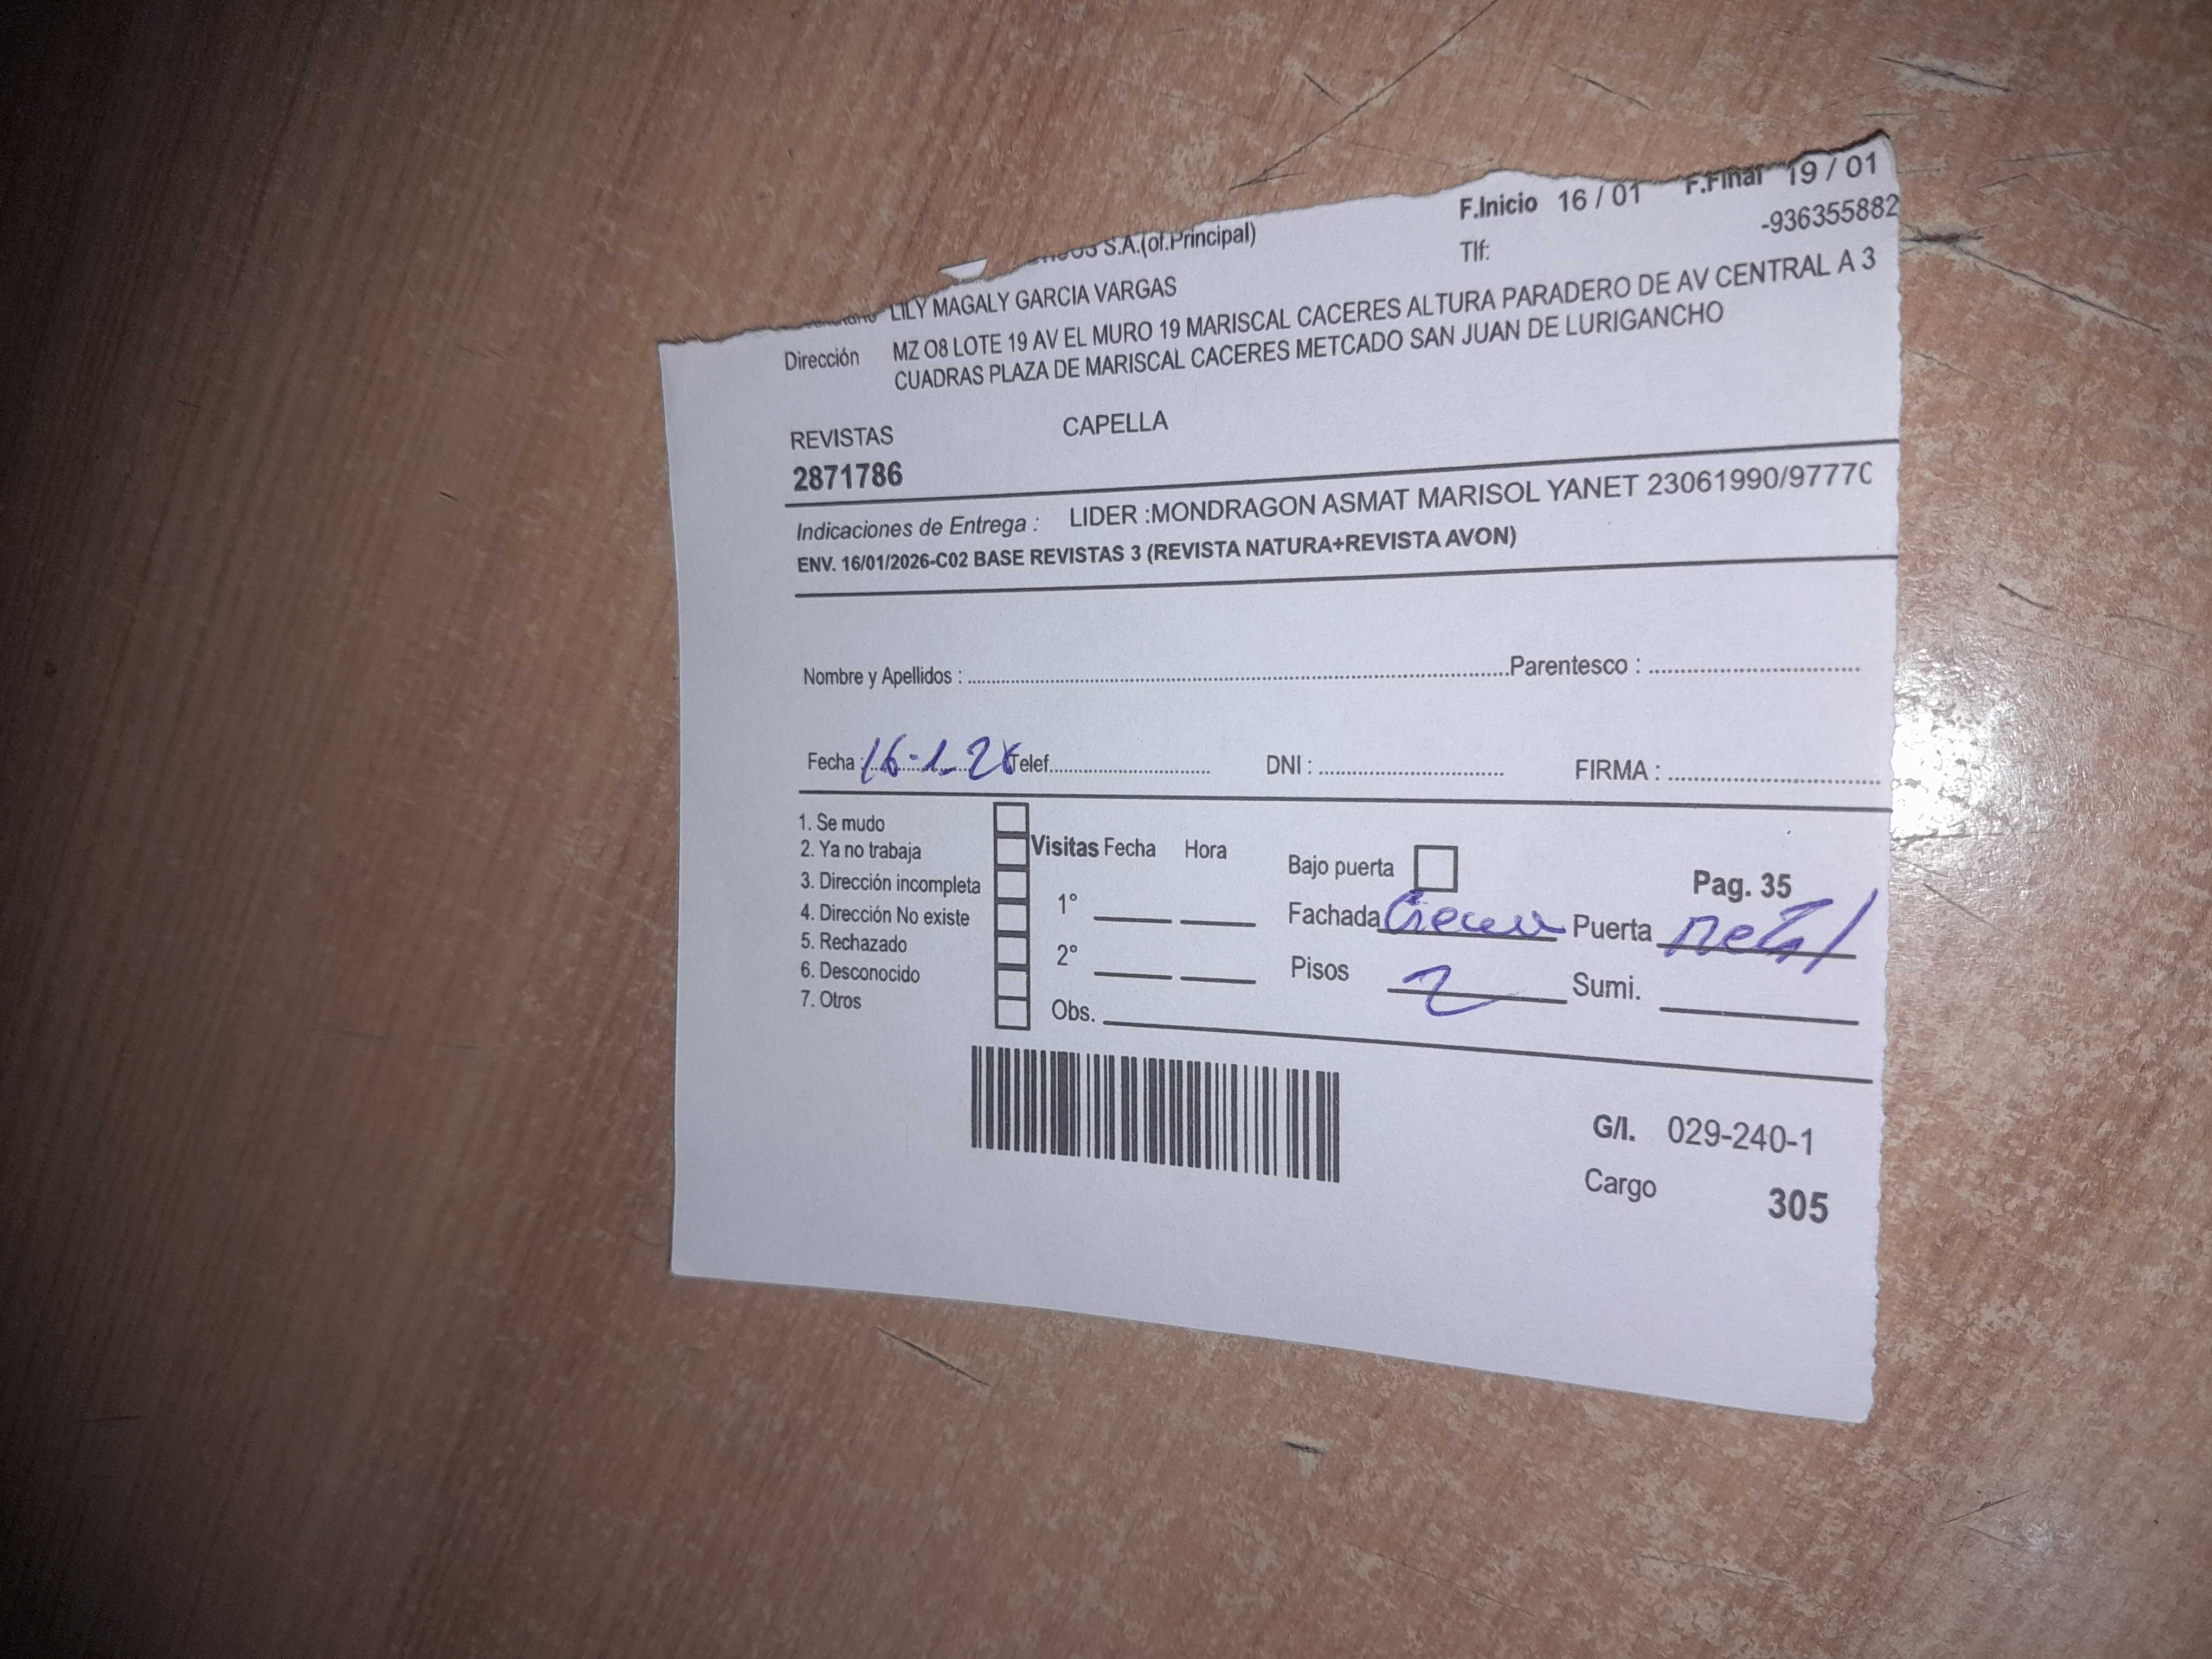 F.Inicio 16 / 01 F.Final 19 / 01
S.A.(of.Principal) Tlf: -936355882
LILY MAGALY GARCIA VARGAS
Dirección MZ O8 LOTE 19 AV EL MURO 19 MARISCAL CACERES ALTURA PARADERO DE AV CENTRAL A 3
CUADRAS PLAZA DE MARISCAL CACERES METCADO SAN JUAN DE LURIGANCHO
REVISTAS CAPELLA
2871786
Indicaciones de Entrega : LIDER :MONDRAGON ASMAT MARISOL YANET 23061990/9777
ENV. 16/01/2026-C02 BASE REVISTAS 3 (REVISTA NATURA+REVISTA AVON)
Nombre y Apellidos : Parentesco :
Fecha : 16-1-26 Telef. DNI : FIRMA :
1. Se mudo
2. Ya no trabaja
3. Dirección incompleta
4. Dirección No existe
5. Rechazado
6. Desconocido
7. Otros
Visitas Fecha Hora
1°
2°
Obs.
Bajo puerta
Pag. 35
Fachada Crema Puerta metal
Pisos 2 Sumi.
G/I. 029-240-1
Cargo 305